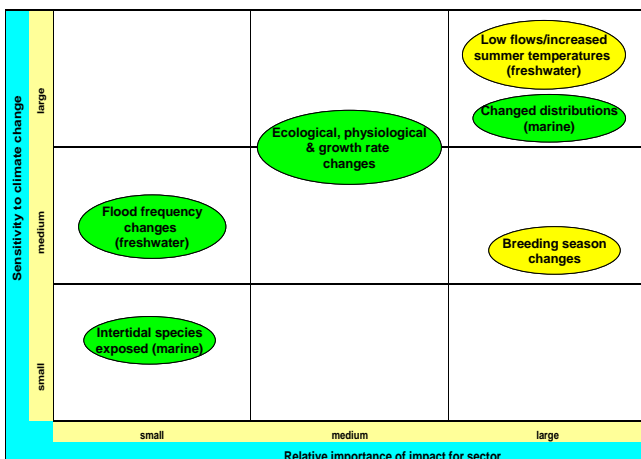 Sensitivity to climate change
large
medium
small
Low flows/increased
summer temperatures
(freshwater)
Changed distributions
(marine)
Ecological, physiological
& growth rate
changes
Flood frequency
changes
(freshwater)
Breeding season
changes
Intertidal species
exposed (marine)
small
medium
large
Relative importance of impact for sector